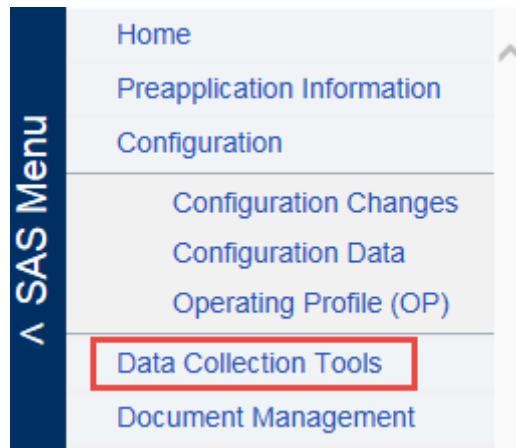 < SAS Menu
Home
Preapplication Information
Configuration
Configuration Changes
Configuration Data
Operating Profile (OP)
Data Collection Tools
Document Management